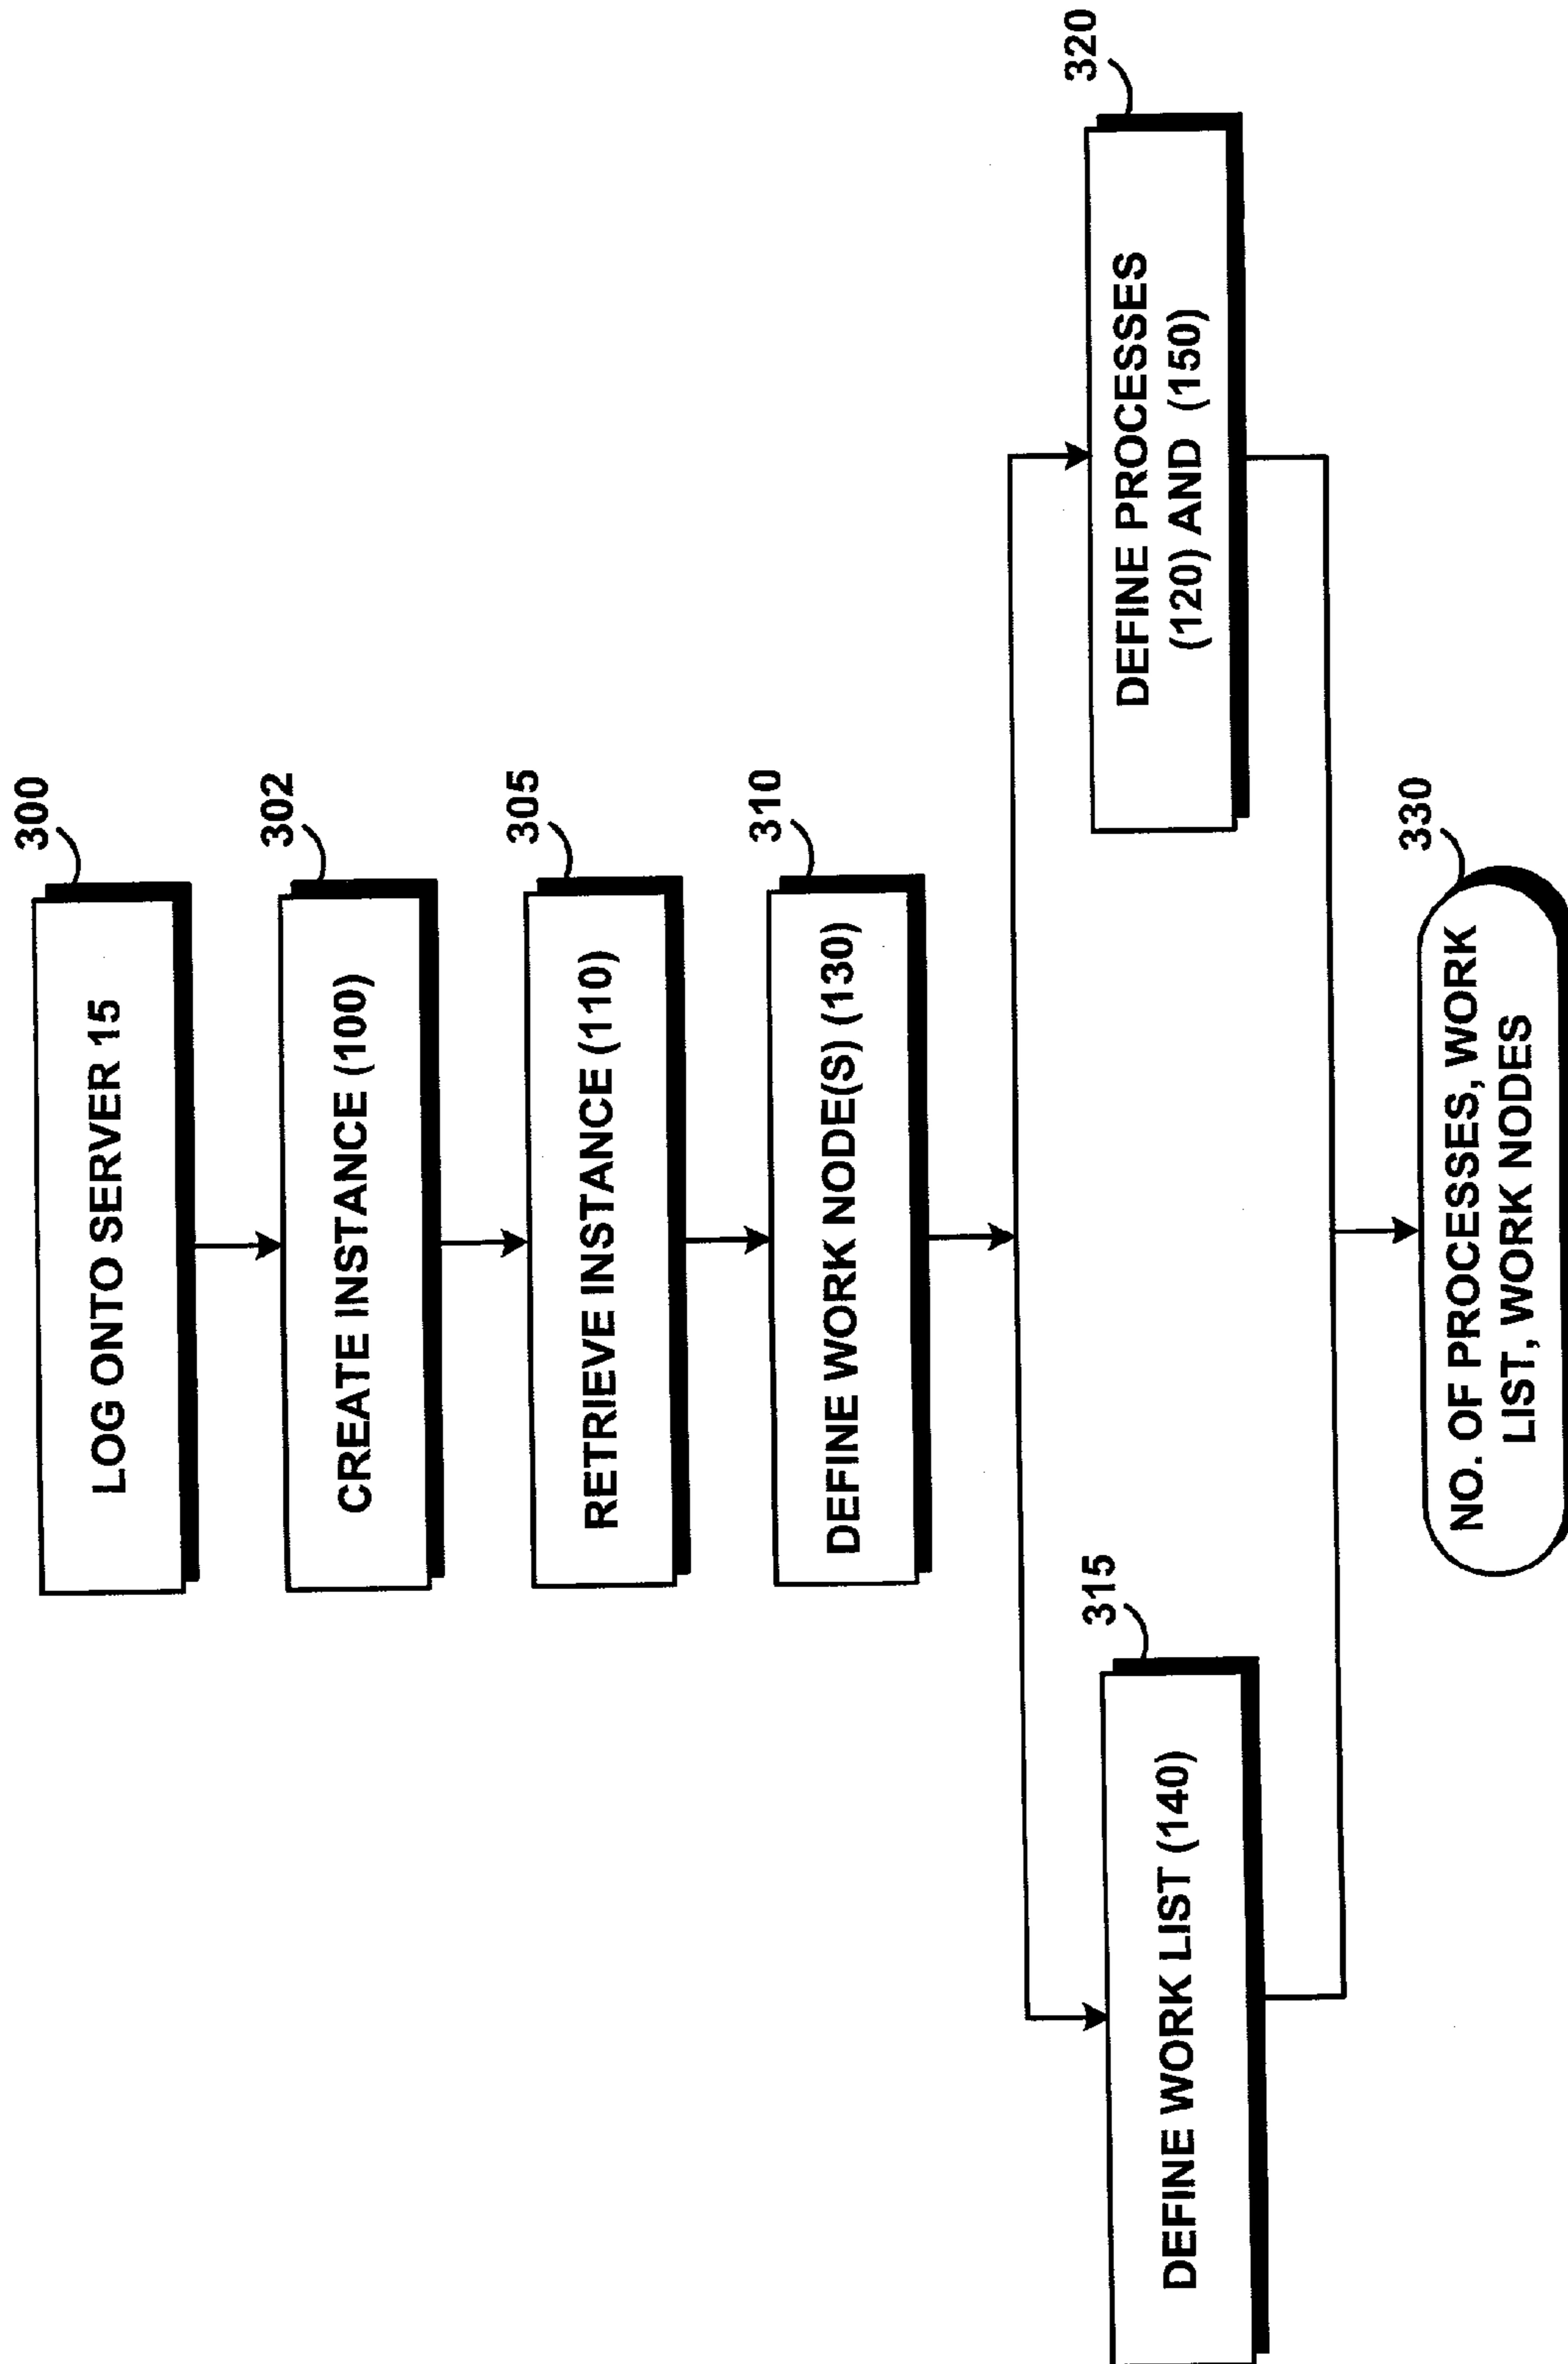 300
LOG ONTO SERVER 15
302
CREATE INSTANCE (100)
305
RETRIEVE INSTANCE (110)
310
DEFINE WORK NODE(S) (130)
315
DEFINE WORK LIST (140)
320
DEFINE PROCESSES
(120) AND (150)
330
NO. OF PROCESSES, WORK
LIST, WORK NODES